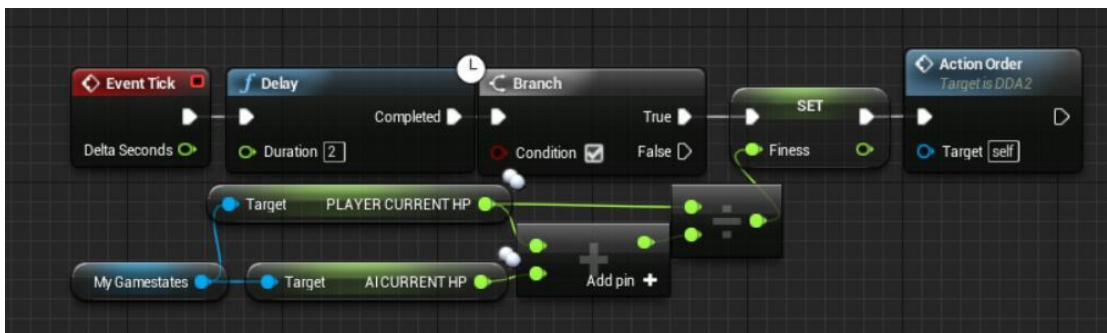 Event Tick
Delta Seconds
f Delay
Completed
Duration 2
Branch
True
Condition
False
SET
Finess
Action Order
Target is DDA2
Target self
Target PLAYER CURRENT HP
My Gamestates
Target AI CURRENT HP
Add pin +